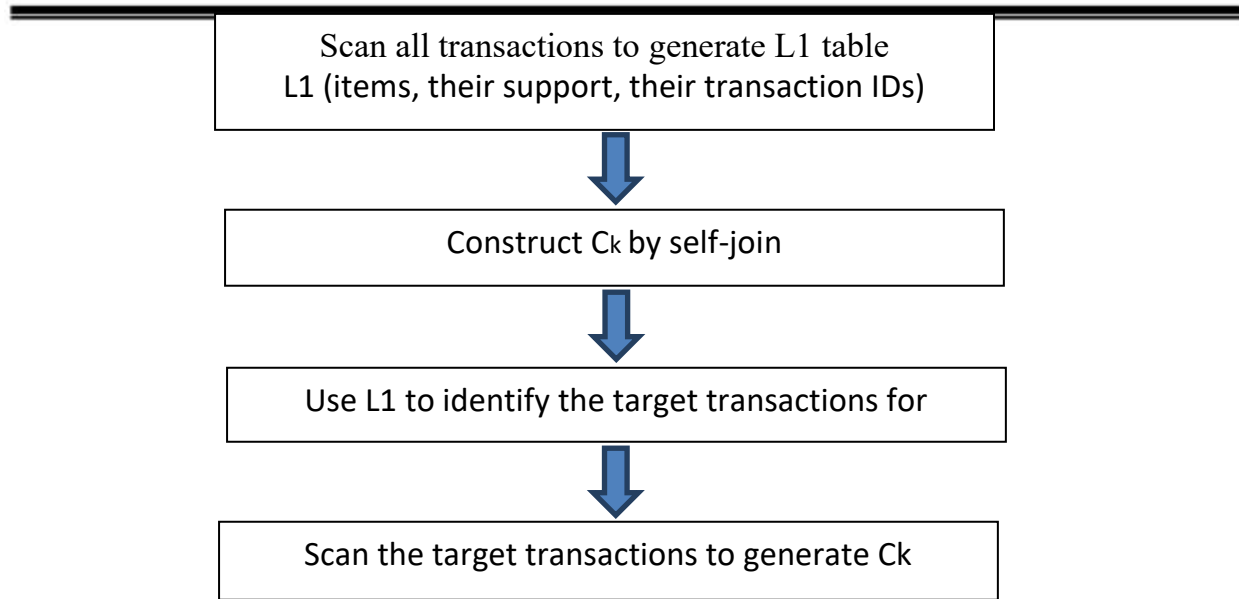 Scan all transactions to generate L1 table
L1 (items, their support, their transaction IDs)
Construct Ck by self-join
Use L1 to identify the target transactions for
Scan the target transactions to generate Ck